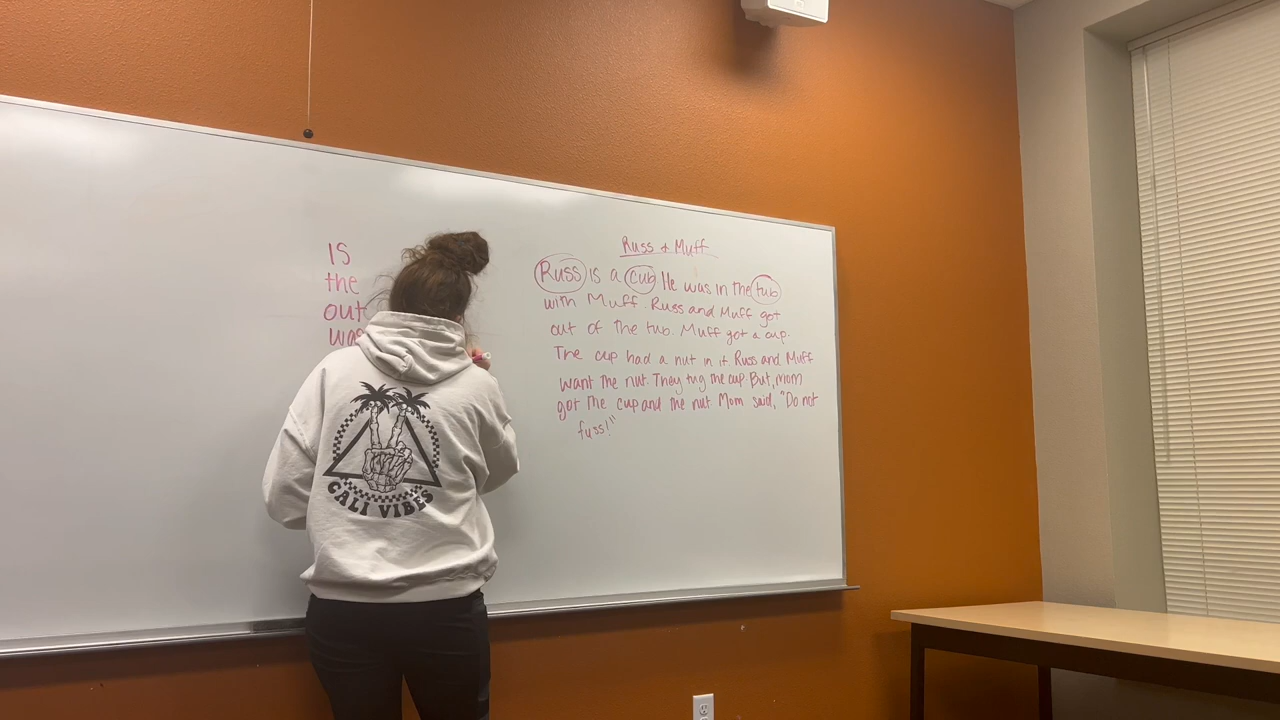 Is
the
out
was
Russ & Muff
Russ is a cub He was in the tub
with Muff. Russ and Muff got
out of the tub. Muff got a cup.
The cup had a nut in it Russ and Muff
want the nut. They tug the cup But, mom
got the cup and the nut Mom said, "Do not
fuss!"
CALI VIBES